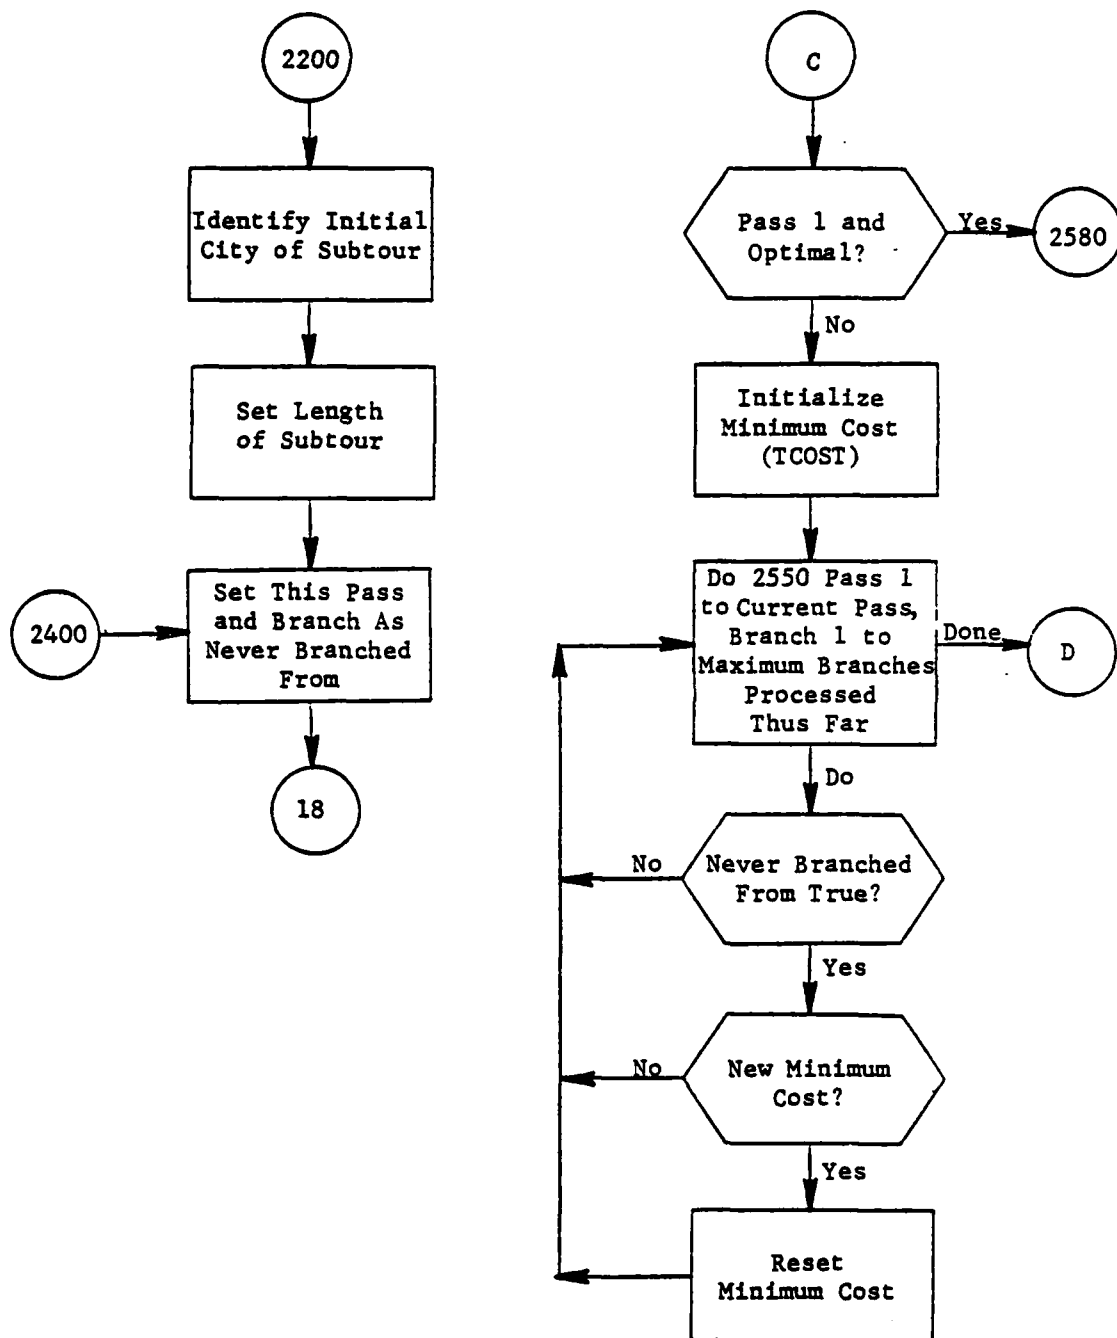 2200
Identify Initial
City of Subtour
Set Length
of Subtour
2400
Set This Pass
and Branch As
Never Branched
From
18
C
Pass 1 and
Optimal?
Yes
2580
No
Initialize
Minimum Cost
(TCOST)
Do 2550 Pass 1
to Current Pass,
Branch 1 to
Maximum Branches
Processed
Thus Far
Done
D
Do
Never Branched
From True?
No
Yes
New Minimum
Cost?
No
Yes
Reset
Minimum Cost